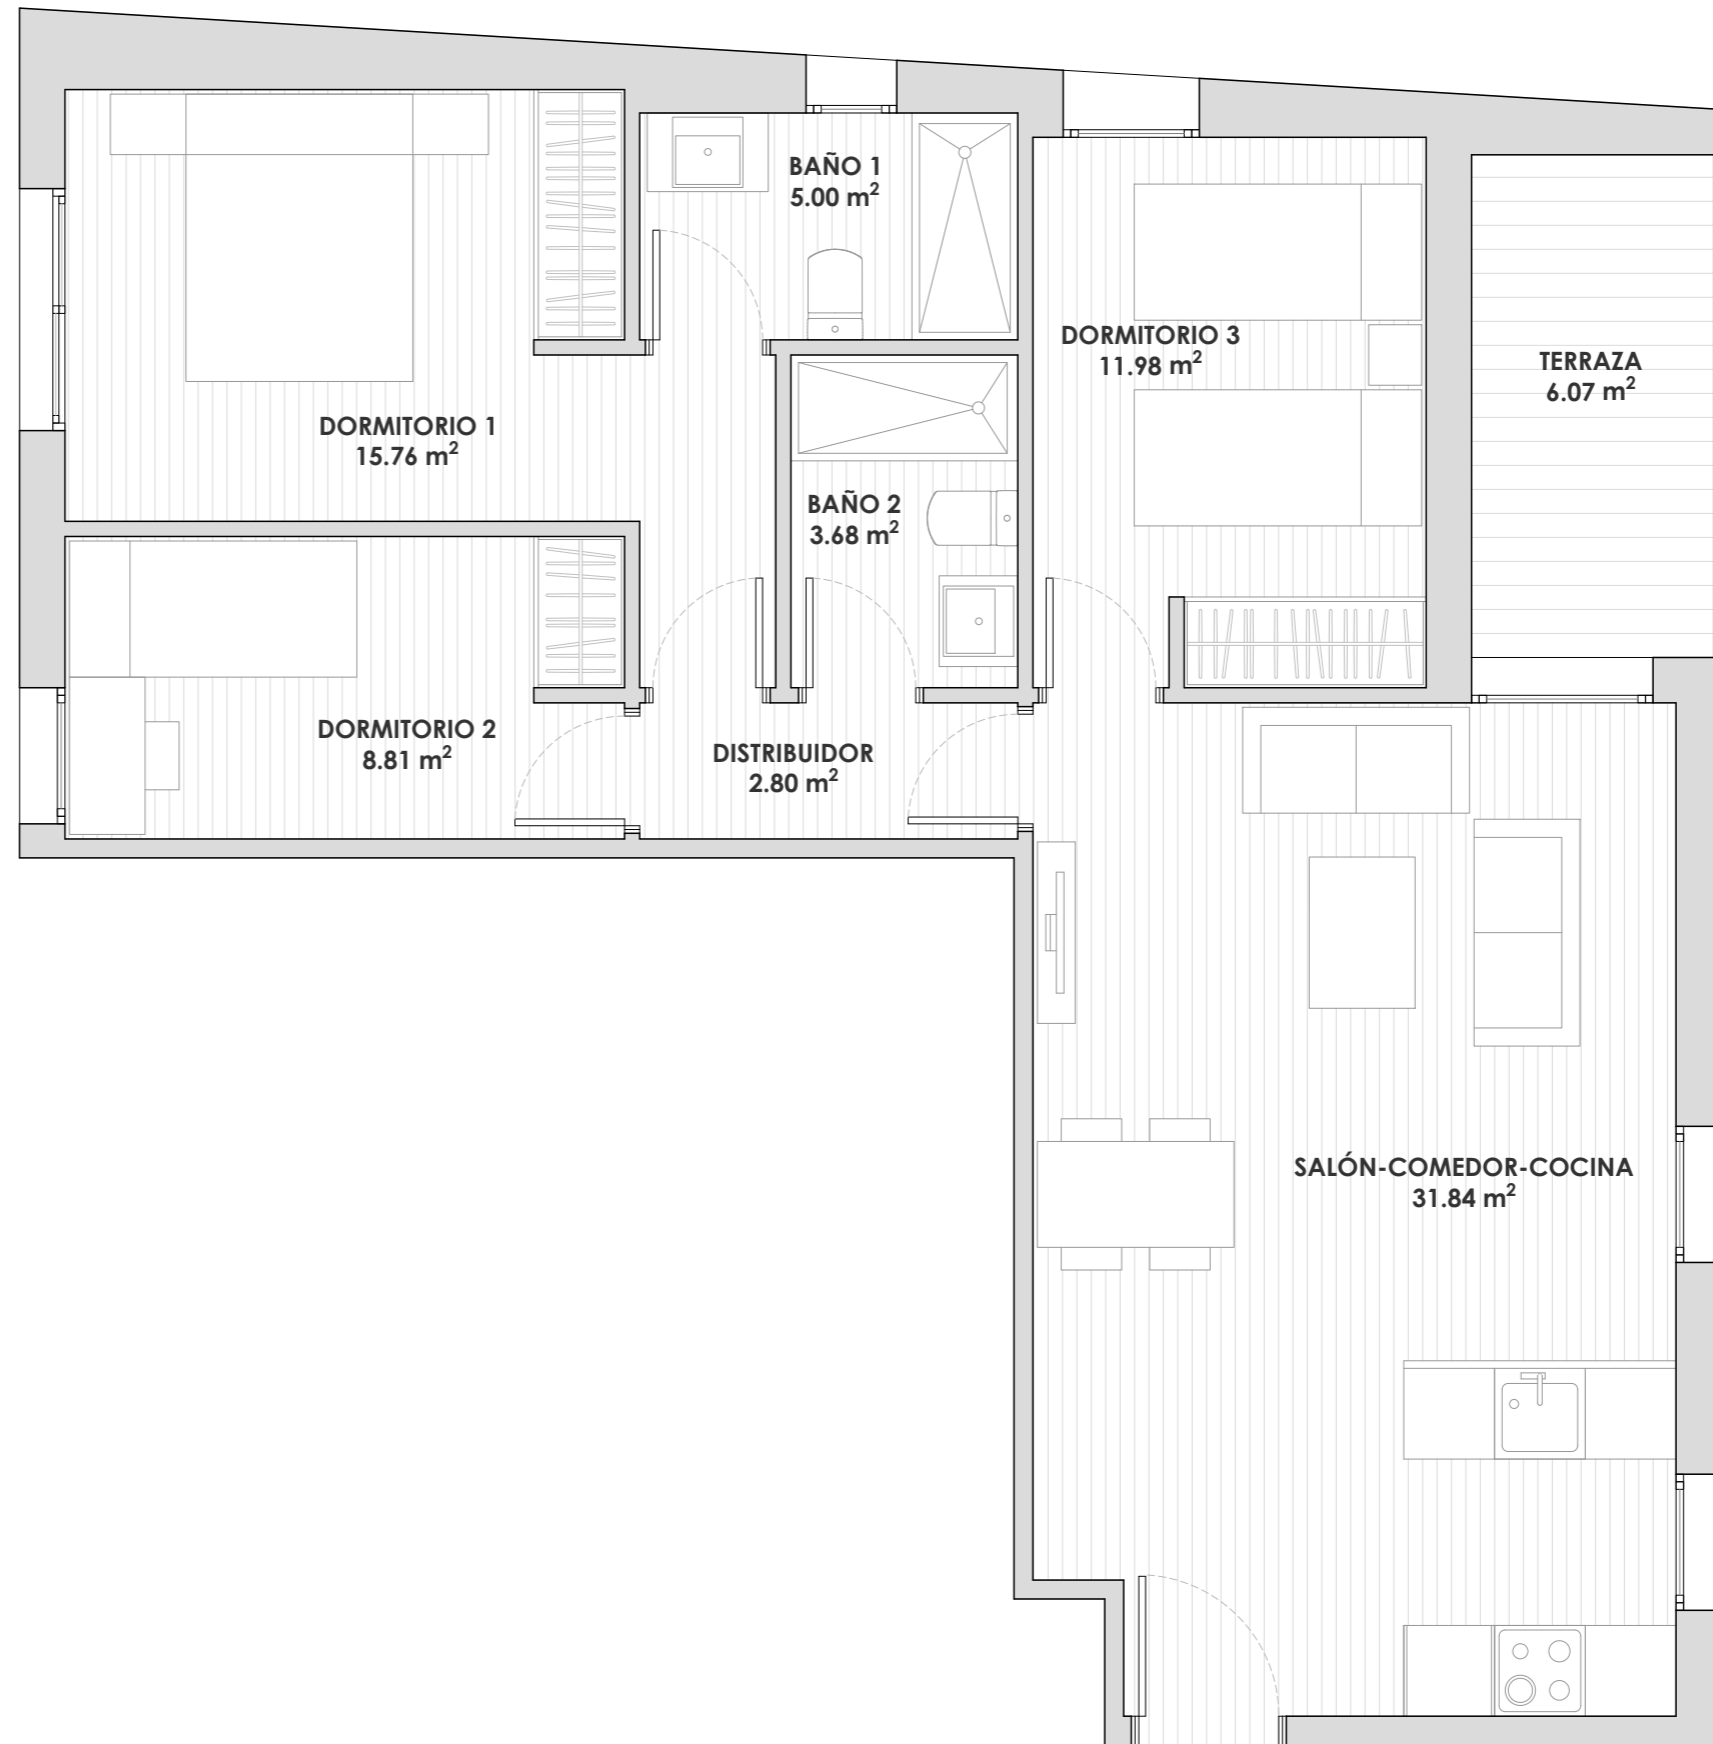 BAÑO 1
5.00 m²
DORMITORIO 3
11.98 m²
TERRAZA
6.07 m²
DORMITORIO 1
15.76 m²
BAÑO 2
3.68 m²
DORMITORIO 2
8.81 m²
DISTRIBUIDOR
2.80 m²
SALÓN-COMEDOR-COCINA
31.84 m²